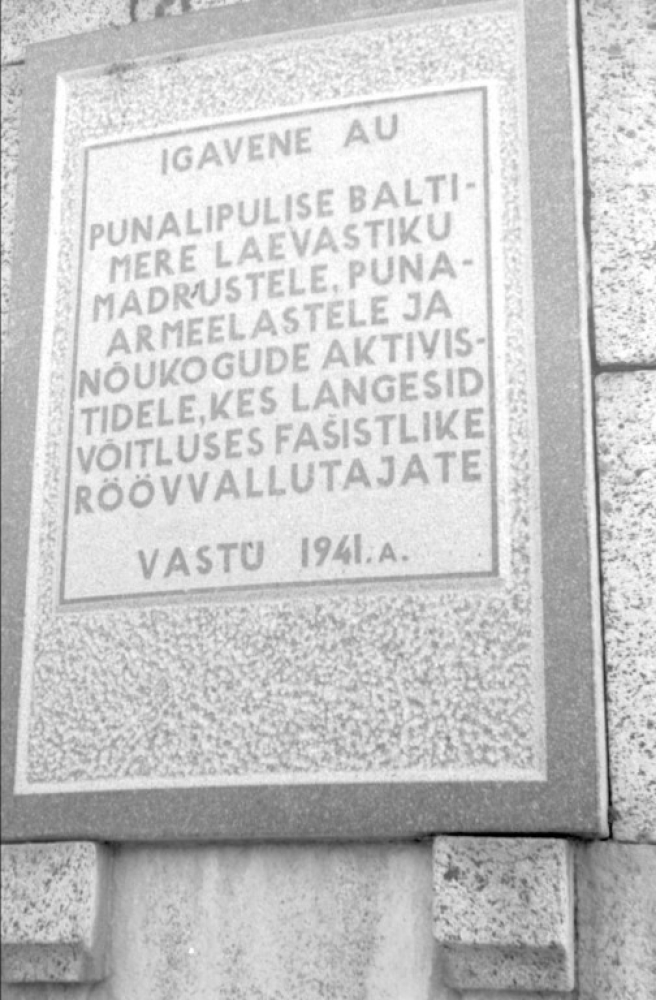 IGAVENE AU
PUNALIPULISE BALTI-
MERE LAEVASTIKU
MADRUSTELE, PUNA-
ARMEELASTELE JA
NÕUKOGUDE AKTIVIS-
TIDELE, KES LANGESID
VÕITLUSES FAŠISTLIKE
RÖÖVVALLUTAJATE
VASTU 1941. A.